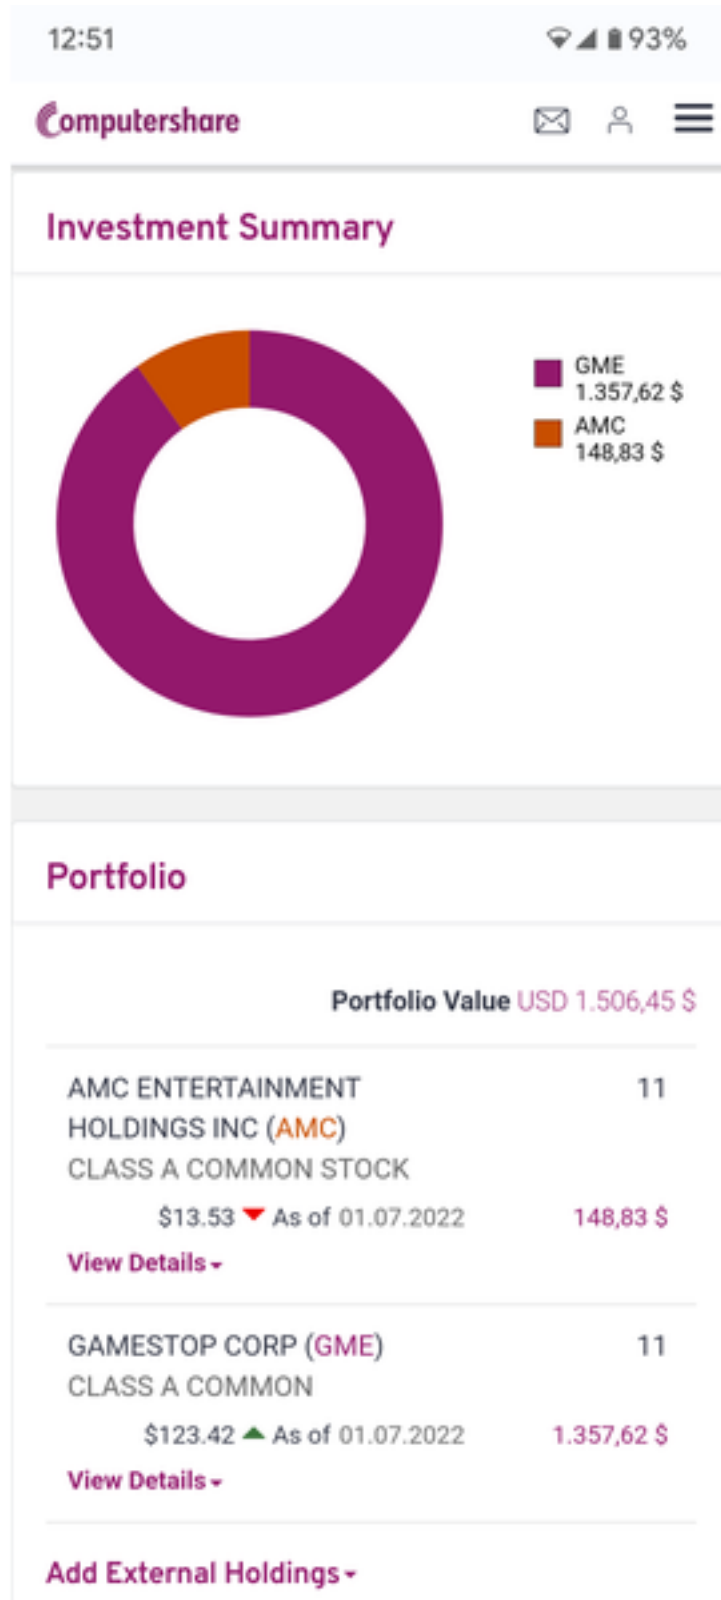 12:51 93%
Computershare
Investment Summary
GME
1.357,62 $
AMC
148,83 $
Portfolio
Portfolio Value USD 1.506,45 $
AMC ENTERTAINMENT 11
HOLDINGS INC (AMC)
CLASS A COMMON STOCK
$13.53 As of 01.07.2022 148,83 $
View Details
GAMESTOP CORP (GME) 11
CLASS A COMMON
$123.42 As of 01.07.2022 1.357,62 $
View Details
Add External Holdings